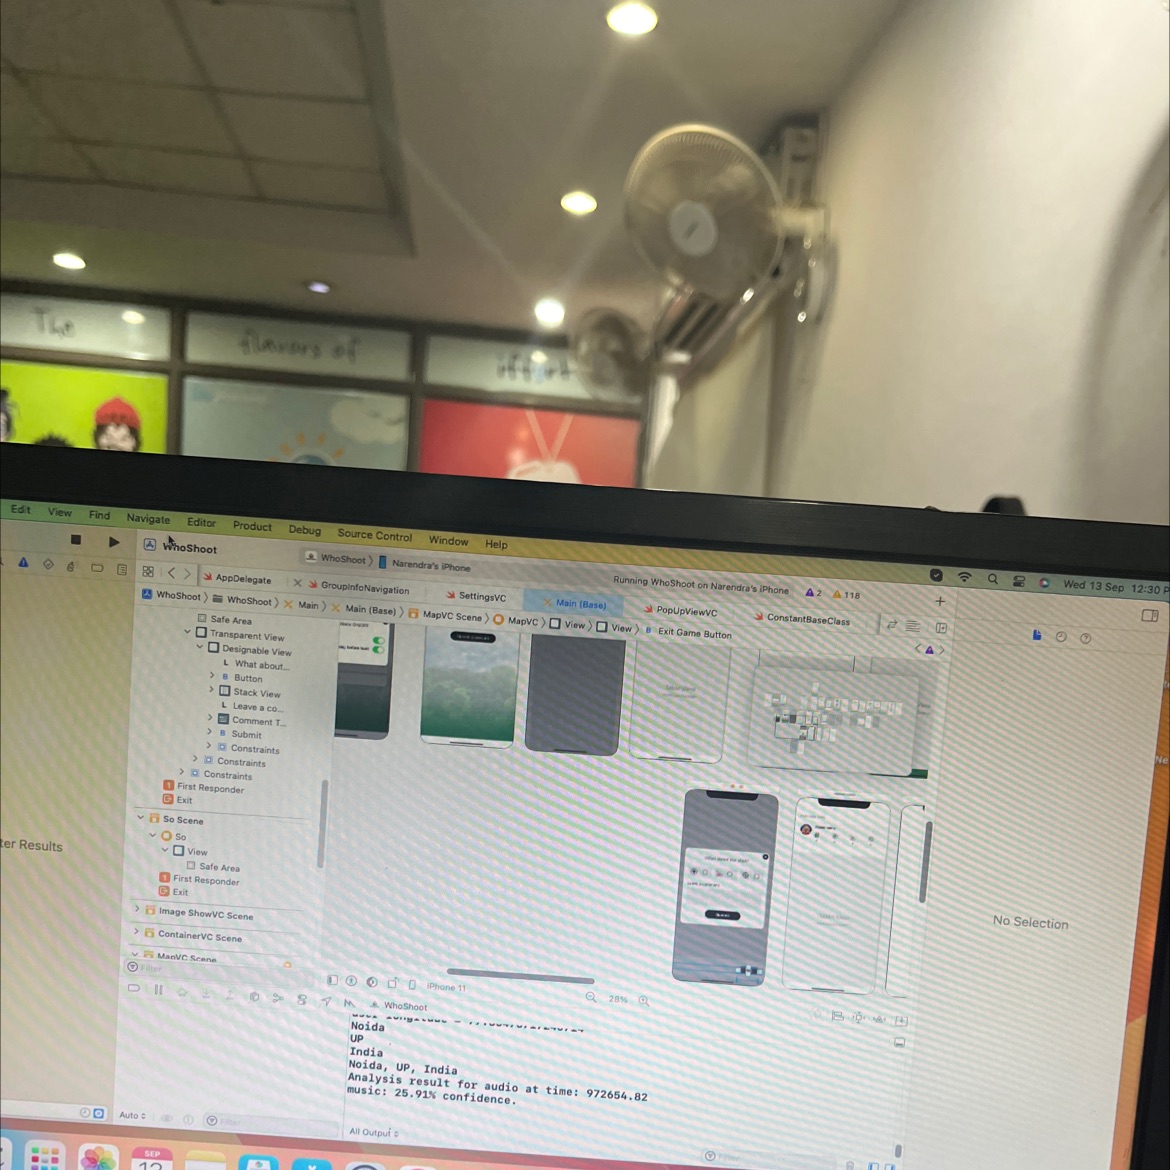 The
flavors of
Edit View Find Navigate Editor Product Debug Source Control Window Help
Wed 13 Sep 12:30
WhoShoot
WhoShoot 〉 Narendra's iPhone
Running WhoShoot on Narendra's iPhone
2 118
AppDelegate
GroupInfoNavigation
SettingsVC
Main (Base)
PopUpViewVC
ConstantBaseClass
WhoShoot 〉 WhoShoot 〉 Main 〉 Main (Base) 〉 MapVC Scene 〉 MapVC 〉 View 〉 View 〉 B Exit Game Button
Safe Area
Transparent View
Designable View
L What about...
B Button
Stack View
L Leave a co...
Comment T...
B Submit
Constraints
Constraints
Constraints
First Responder
Exit
So Scene
So
View
Safe Area
First Responder
Exit
Image ShowVC Scene
ContainerVC Scene
MapVC Scene
Filter
ter Results
No Selection
iPhone 11
28%
WhoShoot
Noida
UP
India
Noida, UP, India
Analysis result for audio at time: 972654.82
music: 25.91% confidence.
Auto
Filter
All Output
Filter
SEP